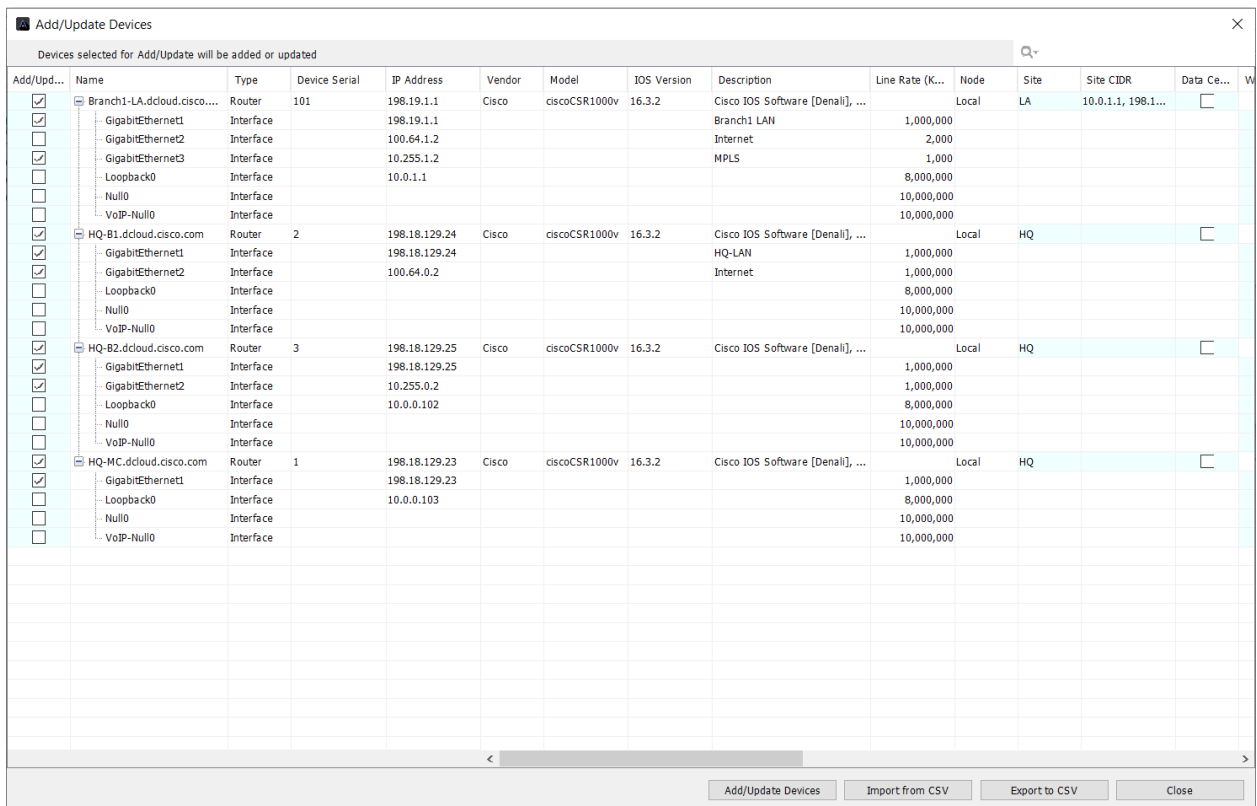 Add/Update Devices
Devices selected for Add/Update will be added or updated
Add/Upd... Name Type Device Serial IP Address Vendor Model IOS Version Description Line Rate (K... Node Site Site CIDR Data Ce... W
Branch1-LA.dcloud.cisco.... Router 101 198.19.1.1 Cisco ciscoCSR1000v 16.3.2 Cisco IOS Software [Denali], ... Local LA 10.0.1.1, 198.1...
GigabitEthernet1 Interface 198.19.1.1 Branch1 LAN 1,000,000
GigabitEthernet2 Interface 100.64.1.2 Internet 2,000
GigabitEthernet3 Interface 10.255.1.2 MPLS 1,000
Loopback0 Interface 10.0.1.1 8,000,000
Null0 Interface 10,000,000
VoIP-Null0 Interface 10,000,000
HQ-B1.dcloud.cisco.com Router 2 198.18.129.24 Cisco ciscoCSR1000v 16.3.2 Cisco IOS Software [Denali], ... Local HQ
GigabitEthernet1 Interface 198.18.129.24 HQ-LAN 1,000,000
GigabitEthernet2 Interface 100.64.0.2 Internet 1,000,000
Loopback0 Interface 8,000,000
Null0 Interface 10,000,000
VoIP-Null0 Interface 10,000,000
HQ-B2.dcloud.cisco.com Router 3 198.18.129.25 Cisco ciscoCSR1000v 16.3.2 Cisco IOS Software [Denali], ... Local HQ
GigabitEthernet1 Interface 198.18.129.25 1,000,000
GigabitEthernet2 Interface 10.255.0.2 1,000,000
Loopback0 Interface 10.0.0.102 8,000,000
Null0 Interface 10,000,000
VoIP-Null0 Interface 10,000,000
HQ-MC.dcloud.cisco.com Router 1 198.18.129.23 Cisco ciscoCSR1000v 16.3.2 Cisco IOS Software [Denali], ... Local HQ
GigabitEthernet1 Interface 198.18.129.23 1,000,000
Loopback0 Interface 10.0.0.103 8,000,000
Null0 Interface 10,000,000
VoIP-Null0 Interface 10,000,000
Add/Update Devices Import from CSV Export to CSV Close